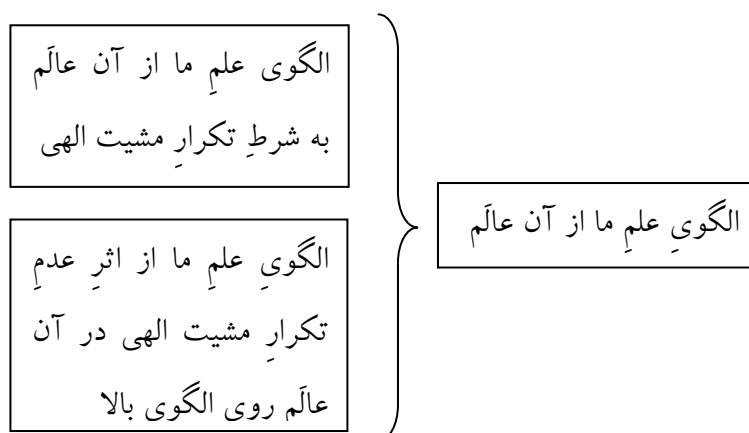 الگویِ علمِ ما از آن عالَم
الگوی علمِ ما از آن عالَم
به شرطِ تکرارِ مشیت الهی
الگویِ علمِ ما از اثرِ عدمِ
تکرارِ مشیت الهی در آن
عالَم روی الگوی بالا